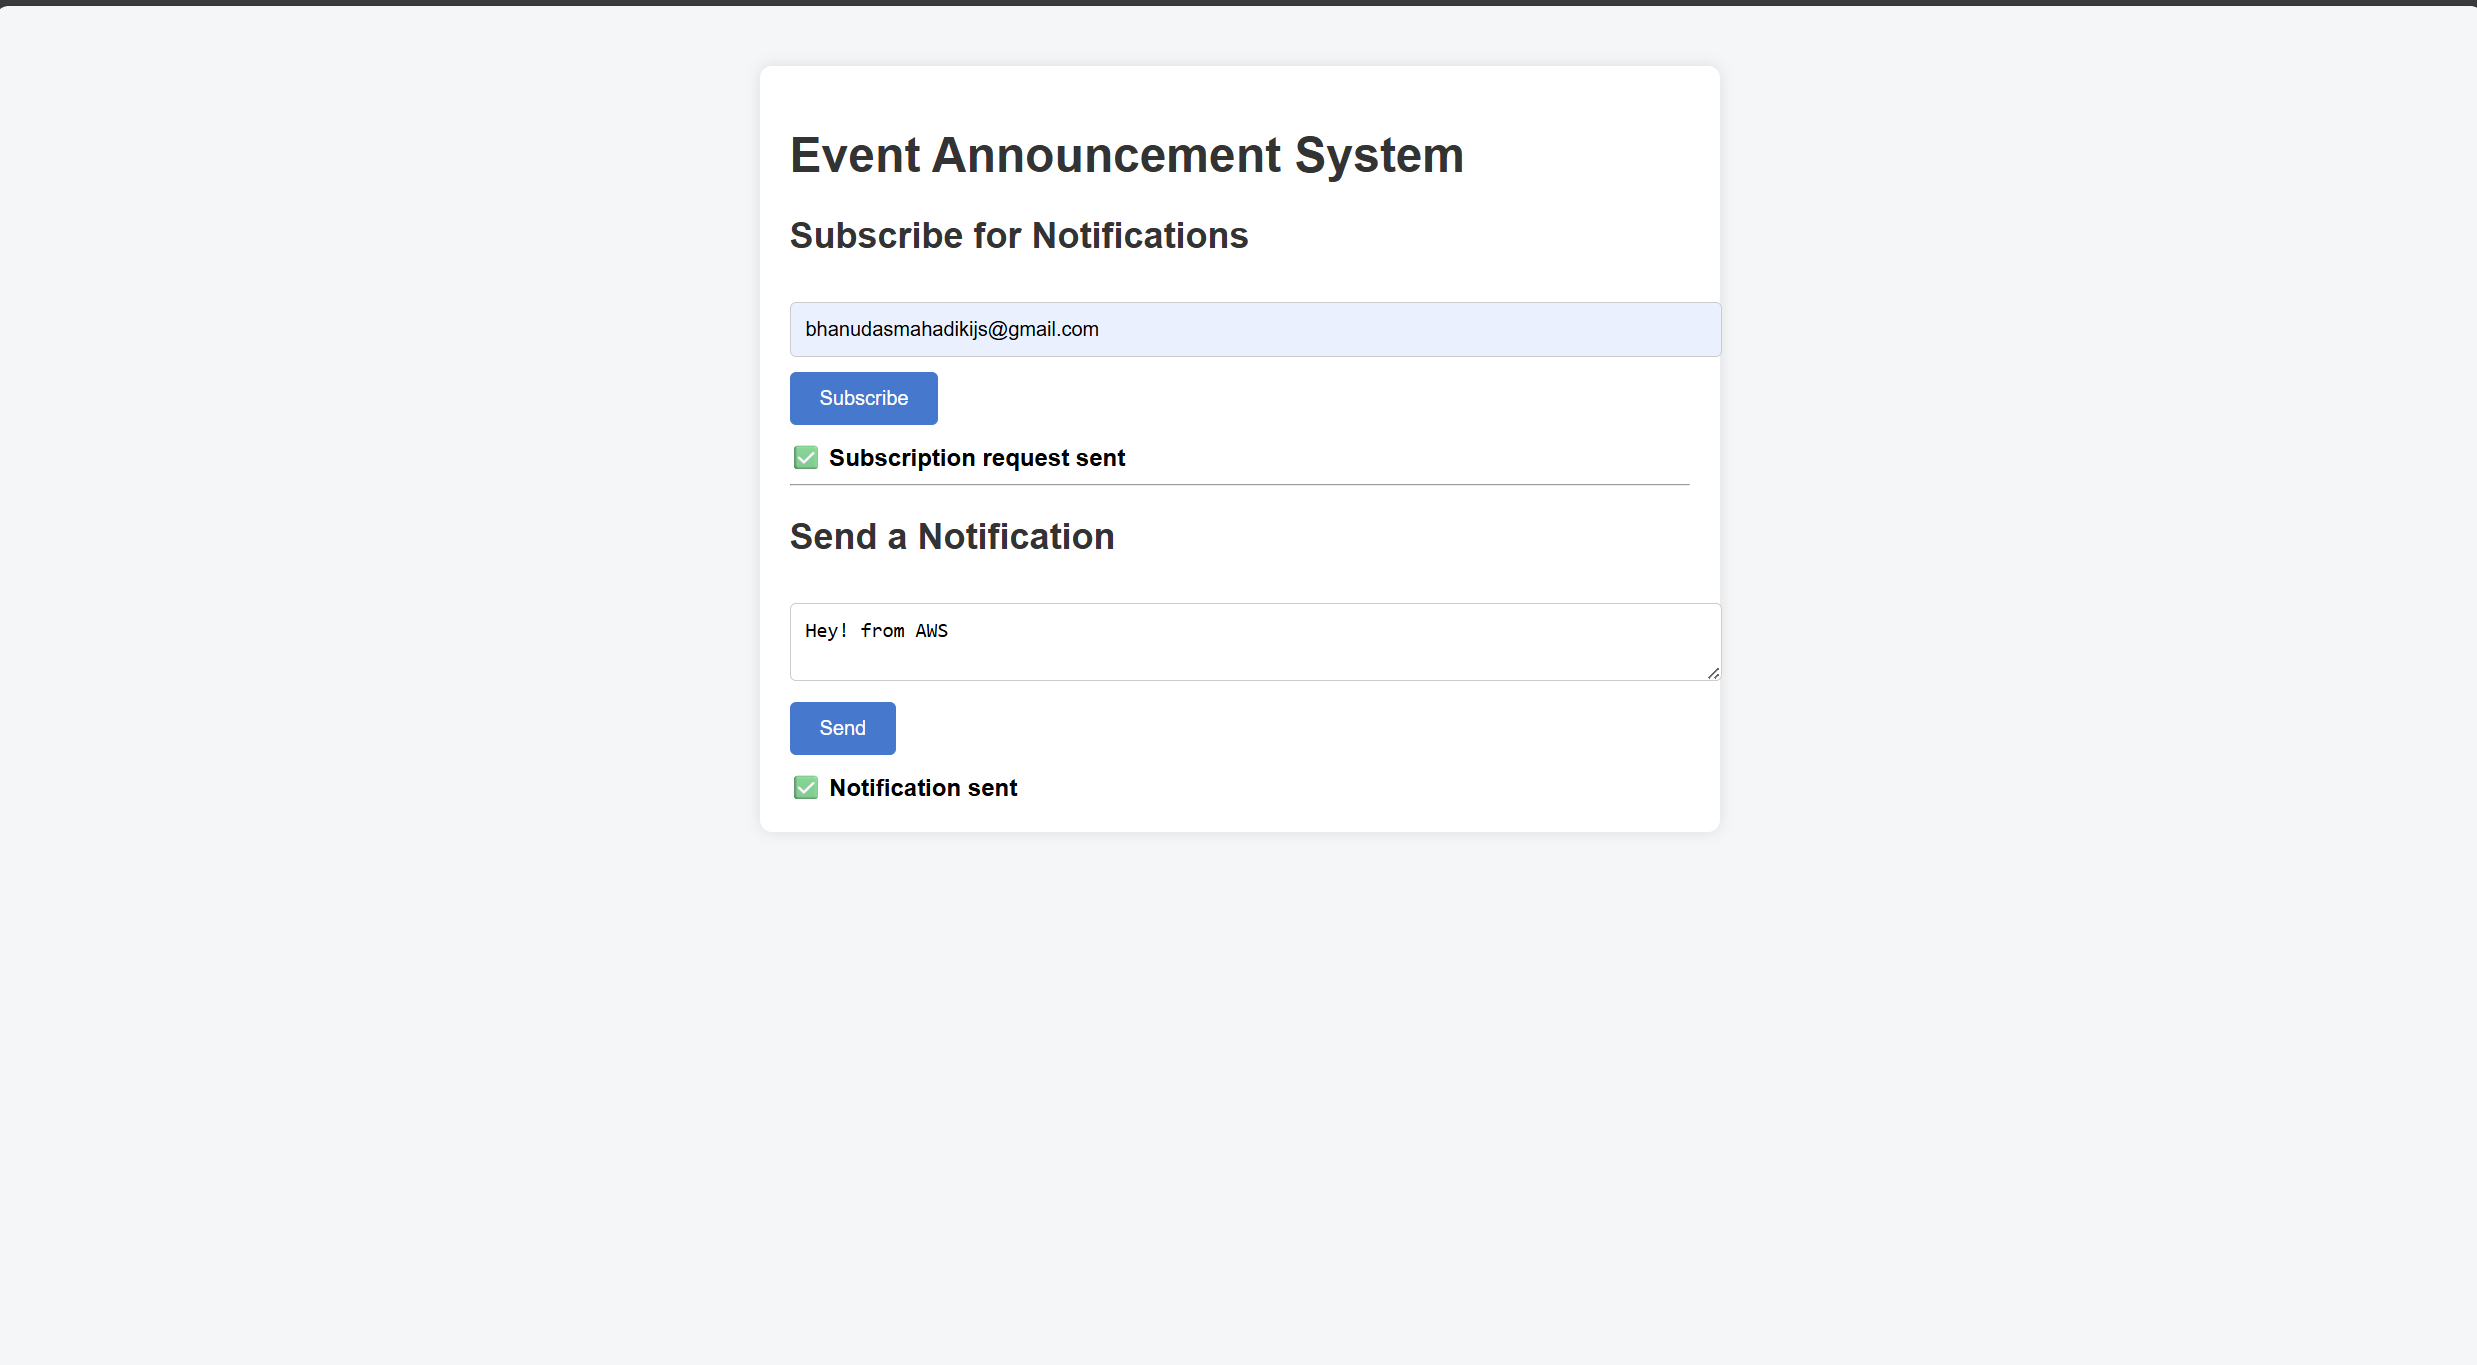 Event Announcement System
Subscribe for Notifications
bhanudasmahadikijs@gmail.com
Subscribe
✅ Subscription request sent
Send a Notification
Hey! from AWS
Send
✅ Notification sent